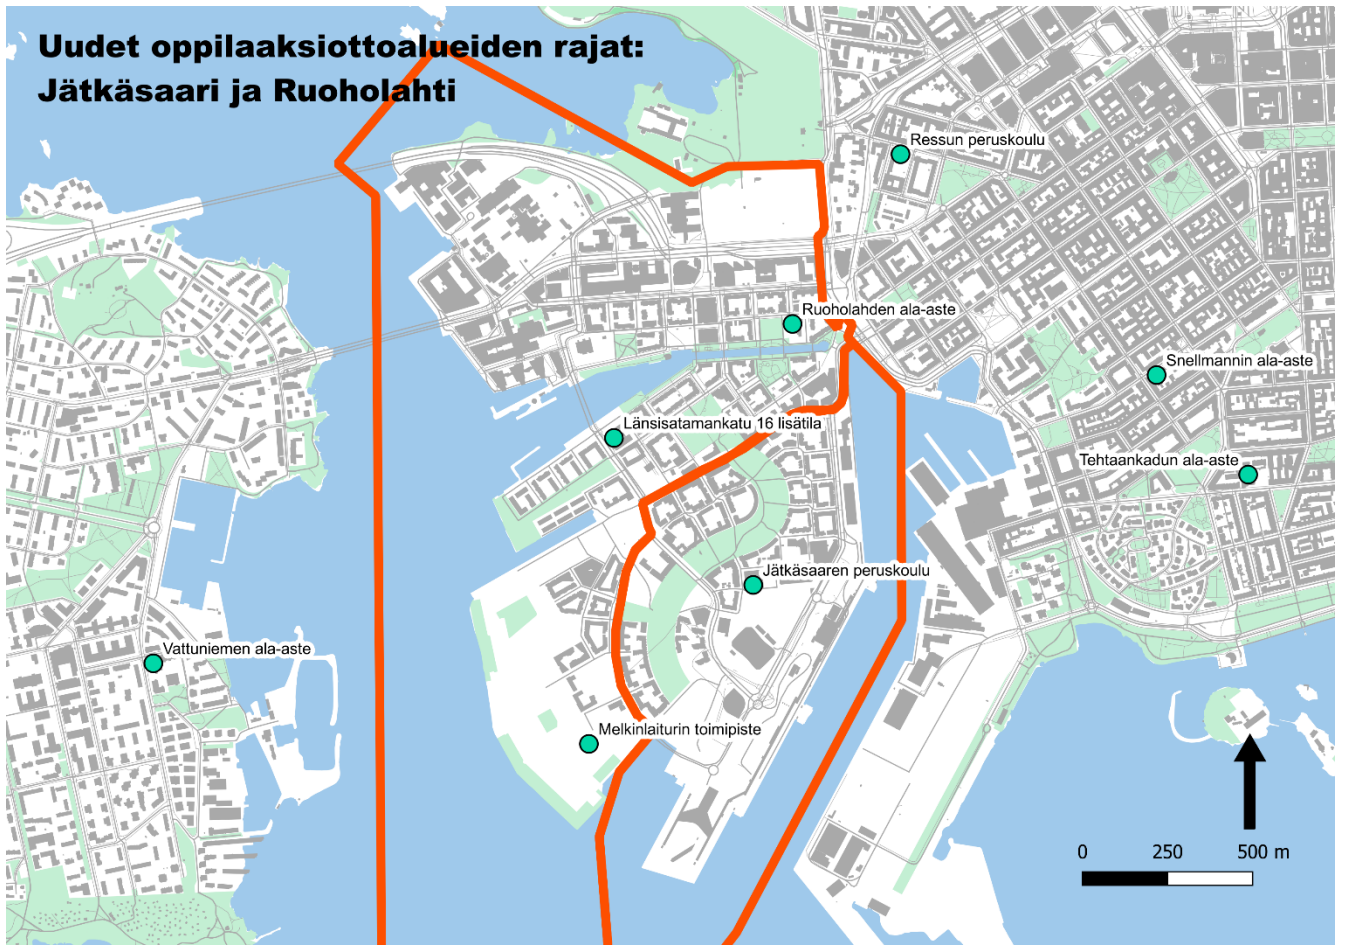 Uudet oppilaaksiottoalueiden rajat:
Jätkäsaari ja Ruoholahti
Ressun peruskoulu
Ruoholahden ala-aste
Snellmannin ala-aste
Länsisatamankatu 16 lisätila
Tehtaankadun ala-aste
Jätkäsaaren peruskoulu
Vattuniemen ala-aste
Melkinlaiturin toimipiste
0 250 500 m